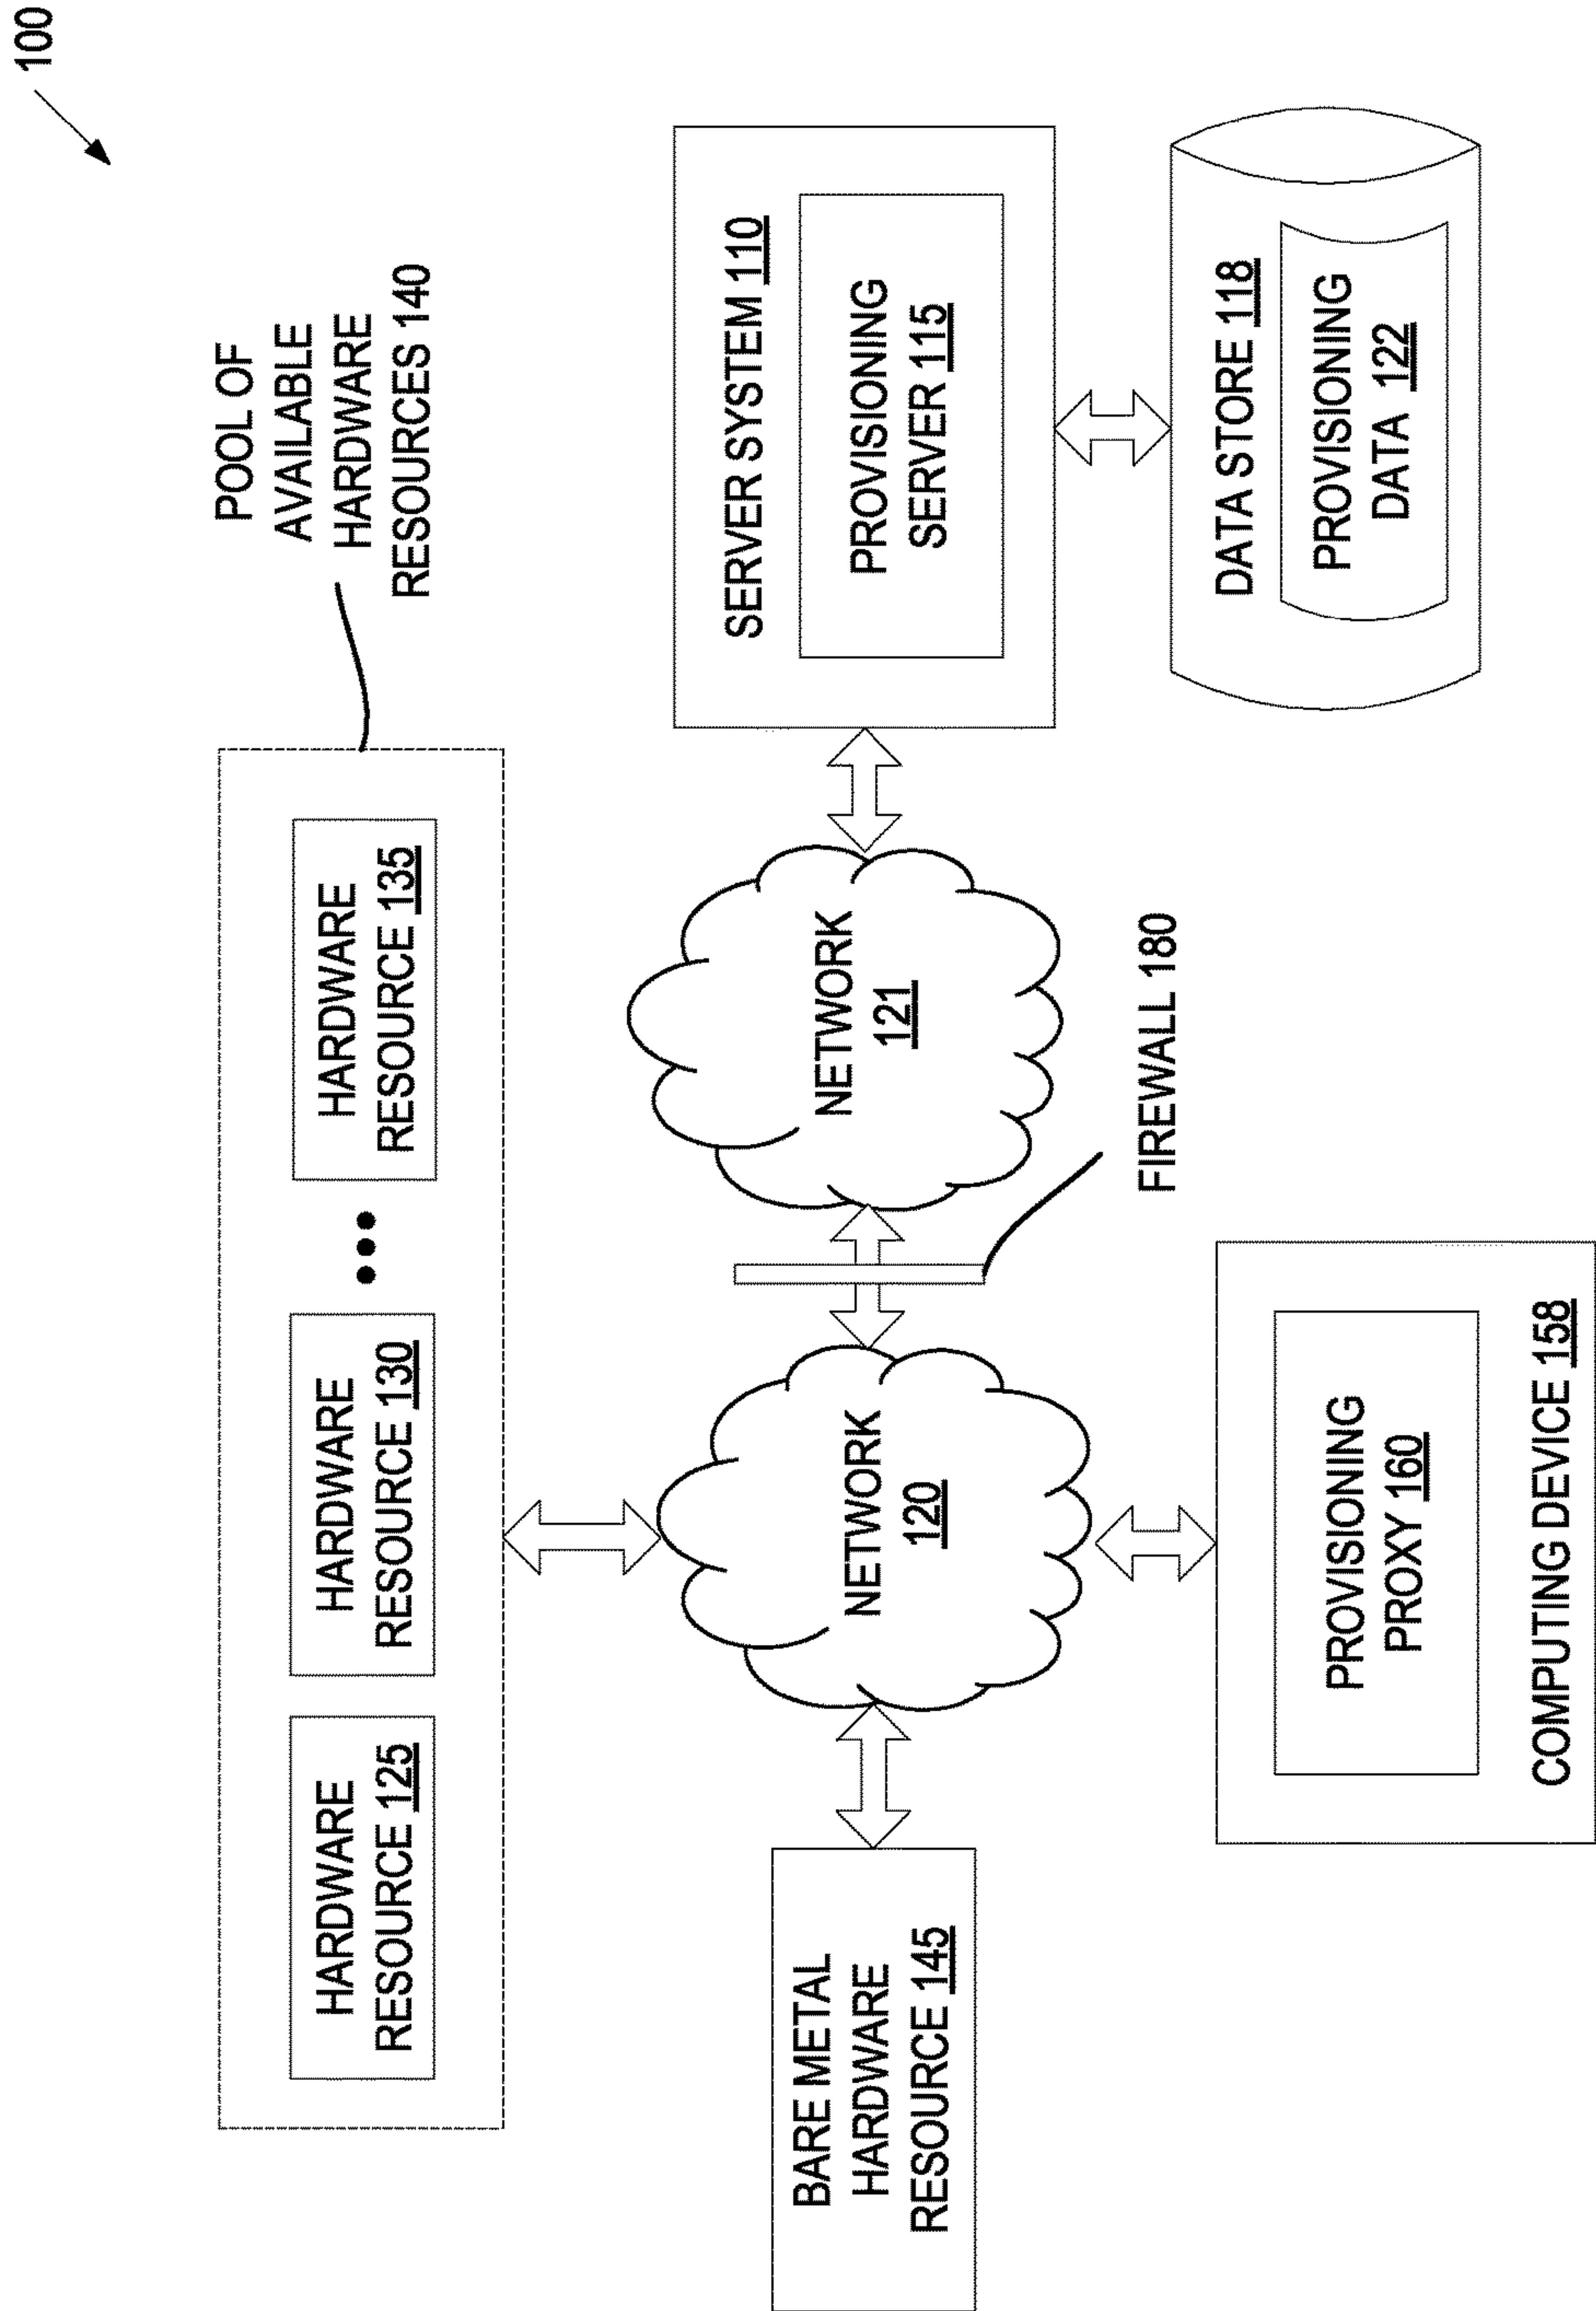 100
POOL OF
AVAILABLE
HARDWARE
RESOURCES 140
HARDWARE
RESOURCE 125
HARDWARE
RESOURCE 130
HARDWARE
RESOURCE 135
BARE METAL
HARDWARE
RESOURCE 145
NETWORK
120
NETWORK
121
SERVER SYSTEM 110
PROVISIONING
SERVER 115
FIREWALL 180
PROVISIONING
PROXY 160
COMPUTING DEVICE 158
DATA STORE 118
PROVISIONING
DATA 122